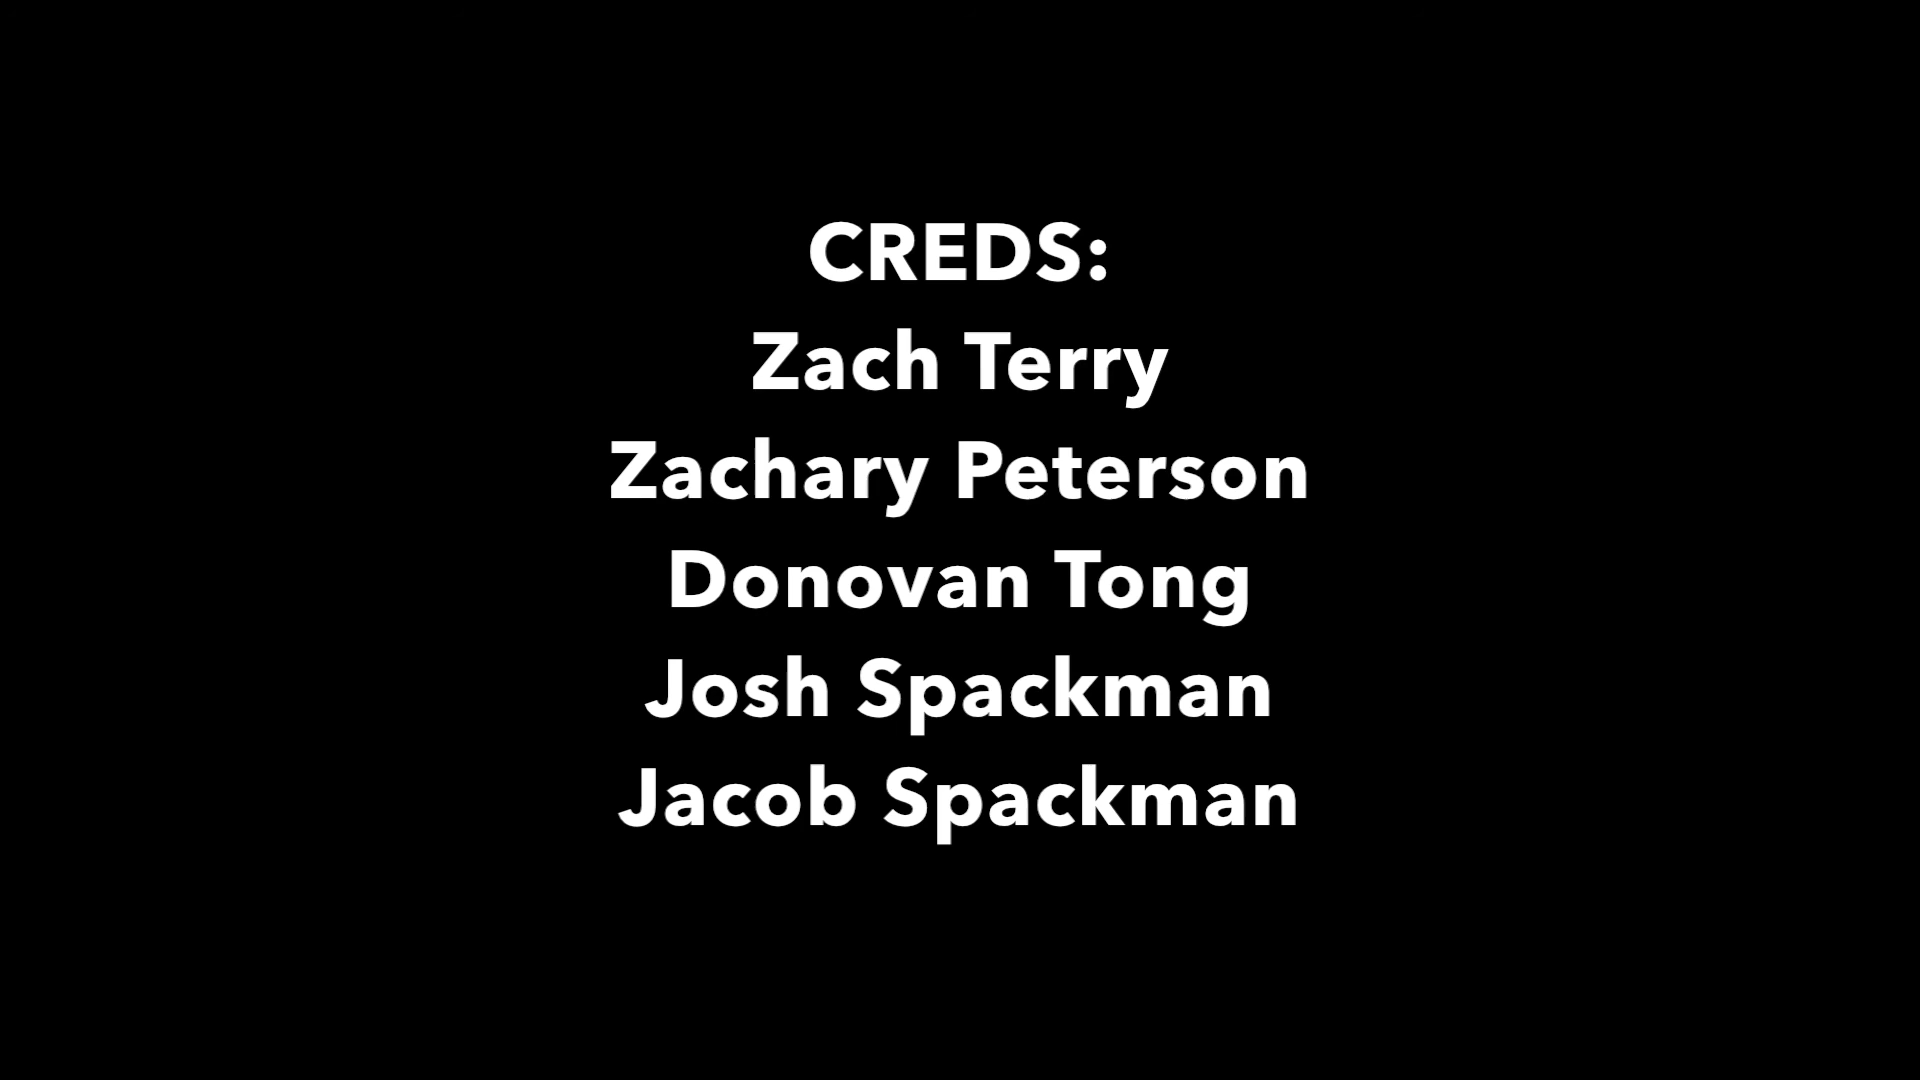 CREDS:
Zach Terry
Zachary Peterson
Donovan Tong
Josh Spackman
Jacob Spackman